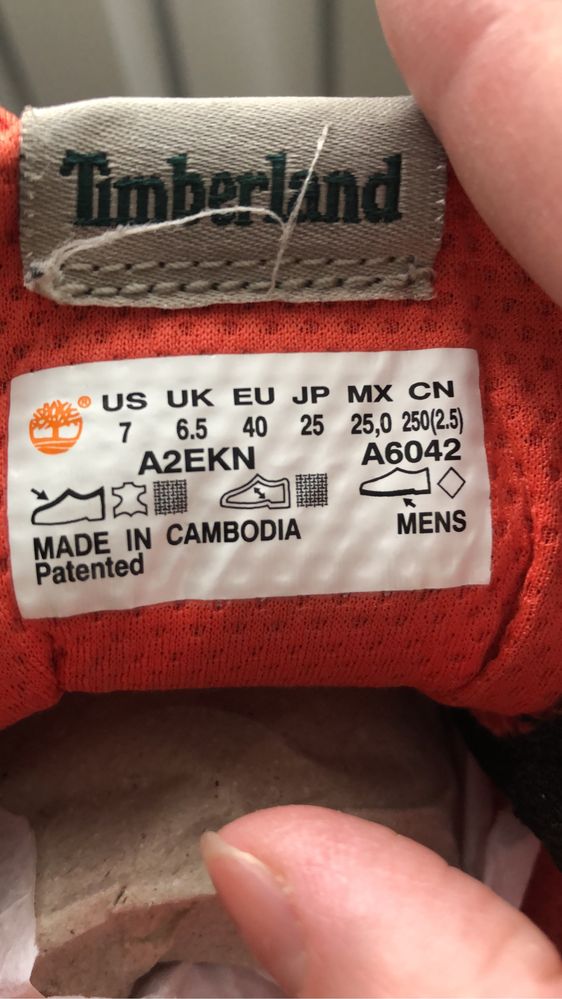 Timberland
® US UK EU JP MX CN
7 6.5 40 25 25,0 250(2.5)
A2EKN A6042
MENS
MADE IN CAMBODIA
Patented